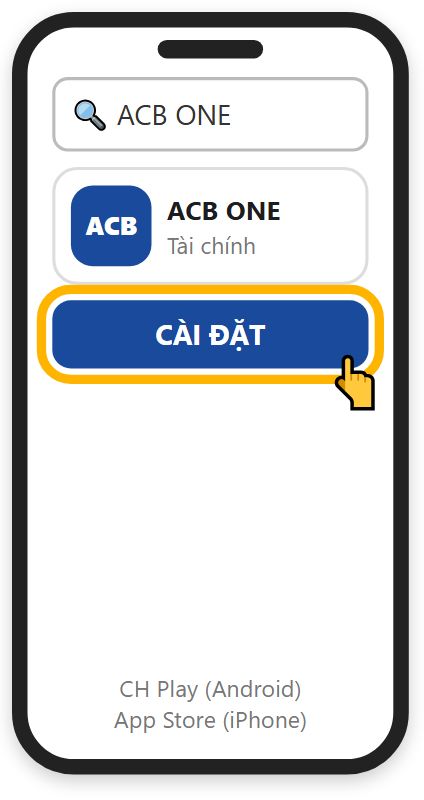 ACB ONE
ACB
ACB ONE
Tài chính
CÀI ĐẶT
CH Play (Android)
App Store (iPhone)